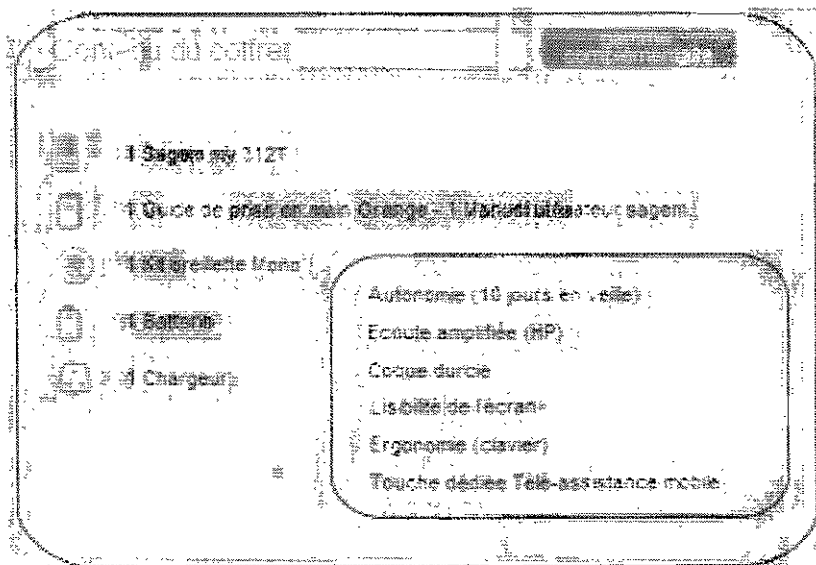 Contenu du coffret
1 Sagem my 312T
1 Guide de prise en main Orange - 1 Manuel utilisateur sagem
1 Kit oreillette Mono
1 Batterie
1 Chargeur
Autonomie (10 jours en veille)
Ecoute amplifiée (HP)
Coque durcie
Lisibilité de l'écran
Ergonomie (clavier)
Touche dédiée Télé-assistance mobile